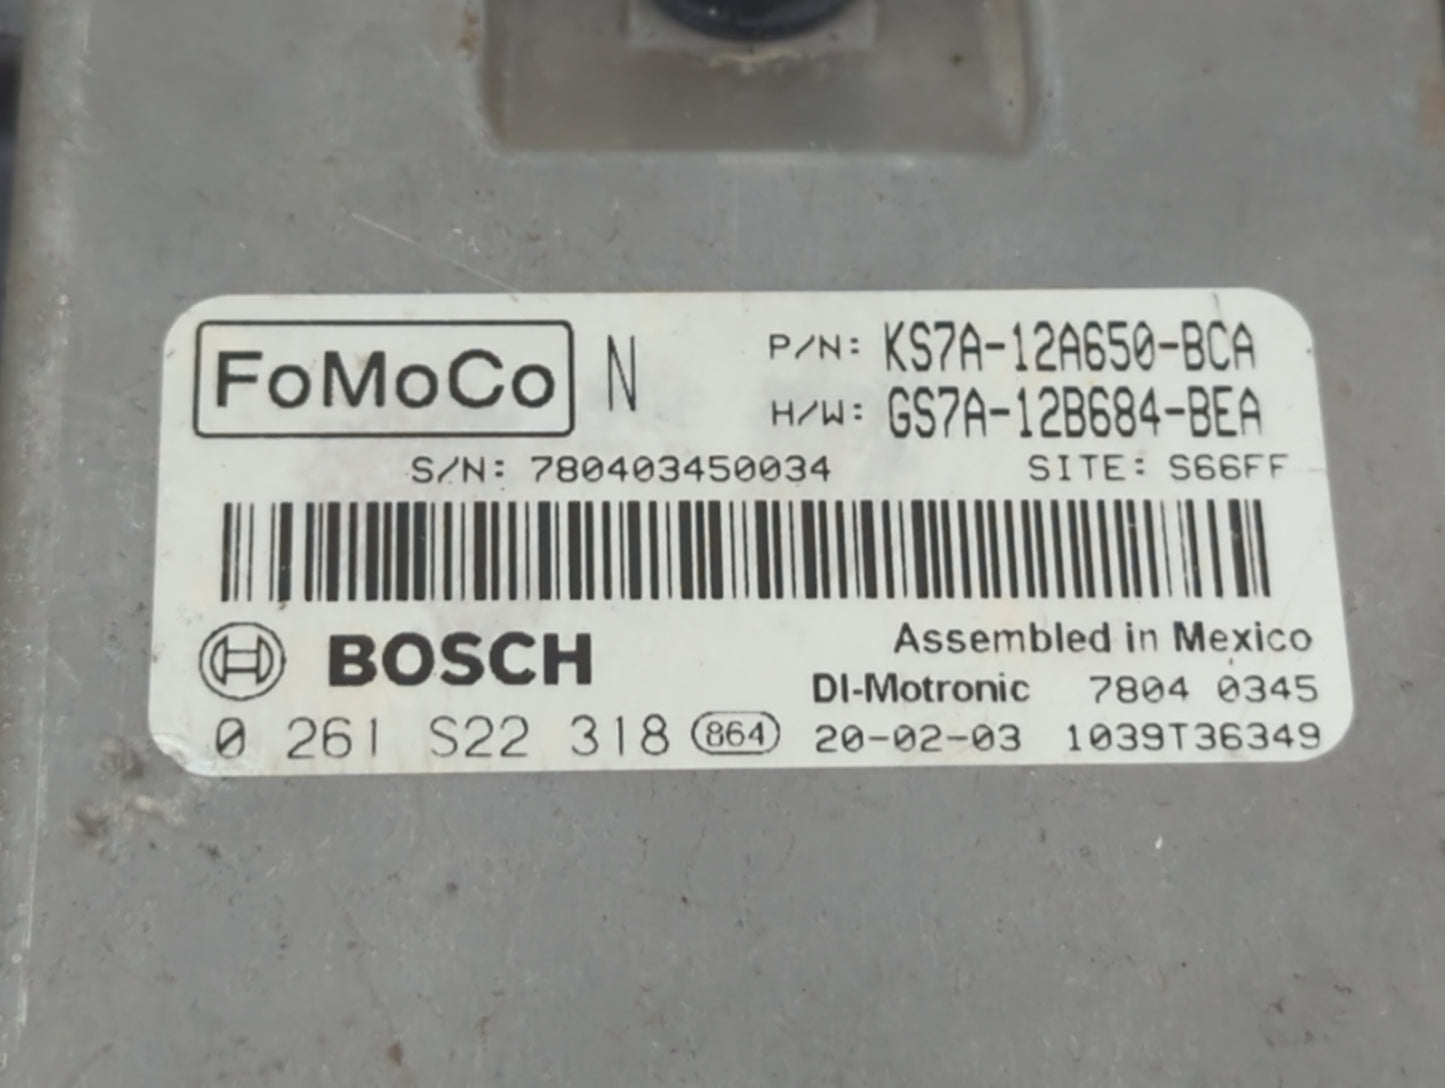 FoMoCo N P/N: KS7A-12A650-BCA
H/W: GS7A-12B684-BEA
S/N: 780403450034 SITE: S66FF
BOSCH Assembled in Mexico
DI-Motronic 7804 0345
0 261 S22 318 864 20-02-03 1039T36349